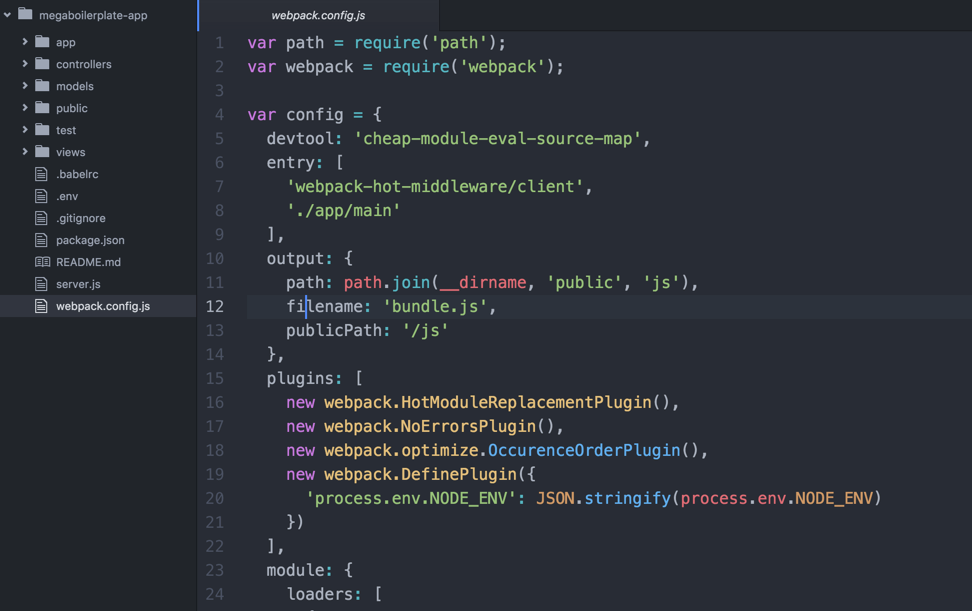 megaboilerplate-app
app
controllers
models
public
test
views
.babelrc
.env
.gitignore
package.json
README.md
server.js
webpack.config.js
webpack.config.js
1 var path = require('path');
2 var webpack = require('webpack');
3
4 var config = {
5 devtool: 'cheap-module-eval-source-map',
6 entry: [
7 'webpack-hot-middleware/client',
8 './app/main'
9 ],
10 output: {
11 path: path.join(__dirname, 'public', 'js'),
12 filename: 'bundle.js',
13 publicPath: '/js'
14 },
15 plugins: [
16 new webpack.HotModuleReplacementPlugin(),
17 new webpack.NoErrorsPlugin(),
18 new webpack.optimize.OccurenceOrderPlugin(),
19 new webpack.DefinePlugin({
20 'process.env.NODE_ENV': JSON.stringify(process.env.NODE_ENV)
21 })
22 ],
23 module: {
24 loaders: [